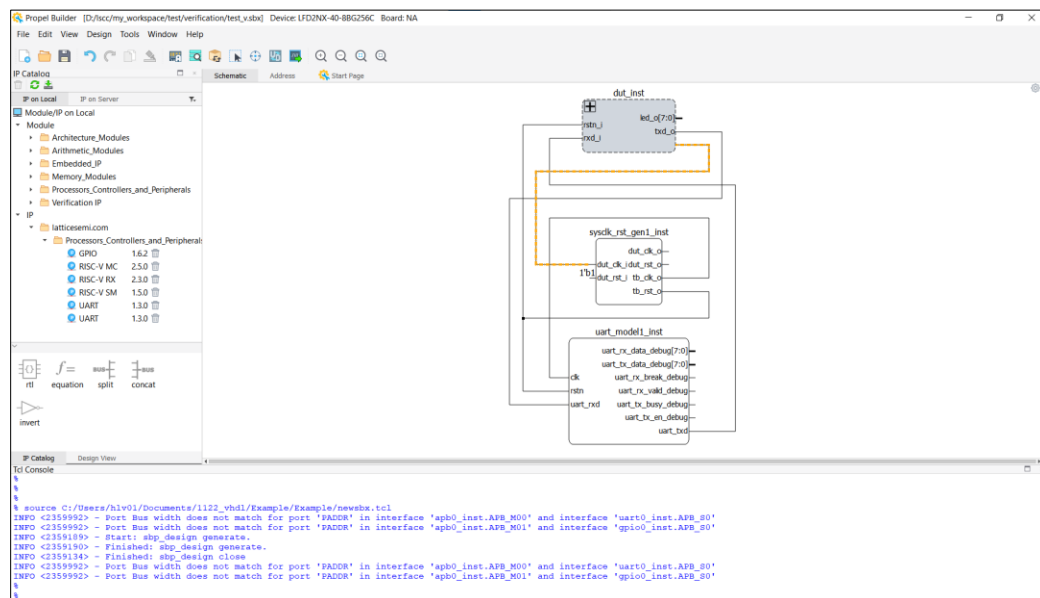 Propel Builder [D:/lscc/my_workspace/test/verification/test_v.sbx] Device: LFD2NX-40-8BG256C Board: NA
File Edit View Design Tools Window Help
IP Catalog
IP on Local IP on Server
Module/IP on Local
Module
Architecture_Modules
Arithmetic_Modules
Embedded_IP
Memory_Modules
Processors_Controllers_and_Peripherals
Verification IP
IP
latticesemi.com
Processors_Controllers_and_Peripherals
GPIO 1.6.2
RISC-V MC 2.5.0
RISC-V RX 2.3.0
RISC-V SM 1.5.0
UART 1.3.0
UART 1.3.0
rtl equation split concat
invert
IP Catalog Design View
Schematic Address Start Page
dut_inst
led_o[7:0]
rstn_i
txd_o
rxd_i
sysclk_rst_gen1_inst
dut_clk_o
dut_clk_i dut_rst_o
1'b1
dut_rst_i tb_clk_o
tb_rst_o
uart_model1_inst
uart_rx_data_debug[7:0]
uart_tx_data_debug[7:0]
clk uart_rx_break_debug
rstn uart_rx_valid_debug
uart_rxd uart_tx_busy_debug
uart_tx_en_debug
uart_txd
Tcl Console
%
%
%
% source C:/Users/hlv01/Documents/1122_vhdl/Example/Example/newsbx.tcl
INFO <2359992> - Port Bus width does not match for port 'PADDR' in interface 'apb0_inst.APB_M00' and interface 'uart0_inst.APB_S0'
INFO <2359992> - Port Bus width does not match for port 'PADDR' in interface 'apb0_inst.APB_M01' and interface 'gpio0_inst.APB_S0'
INFO <2359189> - Start: sbp_design generate.
INFO <2359190> - Finished: sbp_design generate.
INFO <2359134> - Finished: sbp_design close
INFO <2359992> - Port Bus width does not match for port 'PADDR' in interface 'apb0_inst.APB_M00' and interface 'uart0_inst.APB_S0'
INFO <2359992> - Port Bus width does not match for port 'PADDR' in interface 'apb0_inst.APB_M01' and interface 'gpio0_inst.APB_S0'
%
%